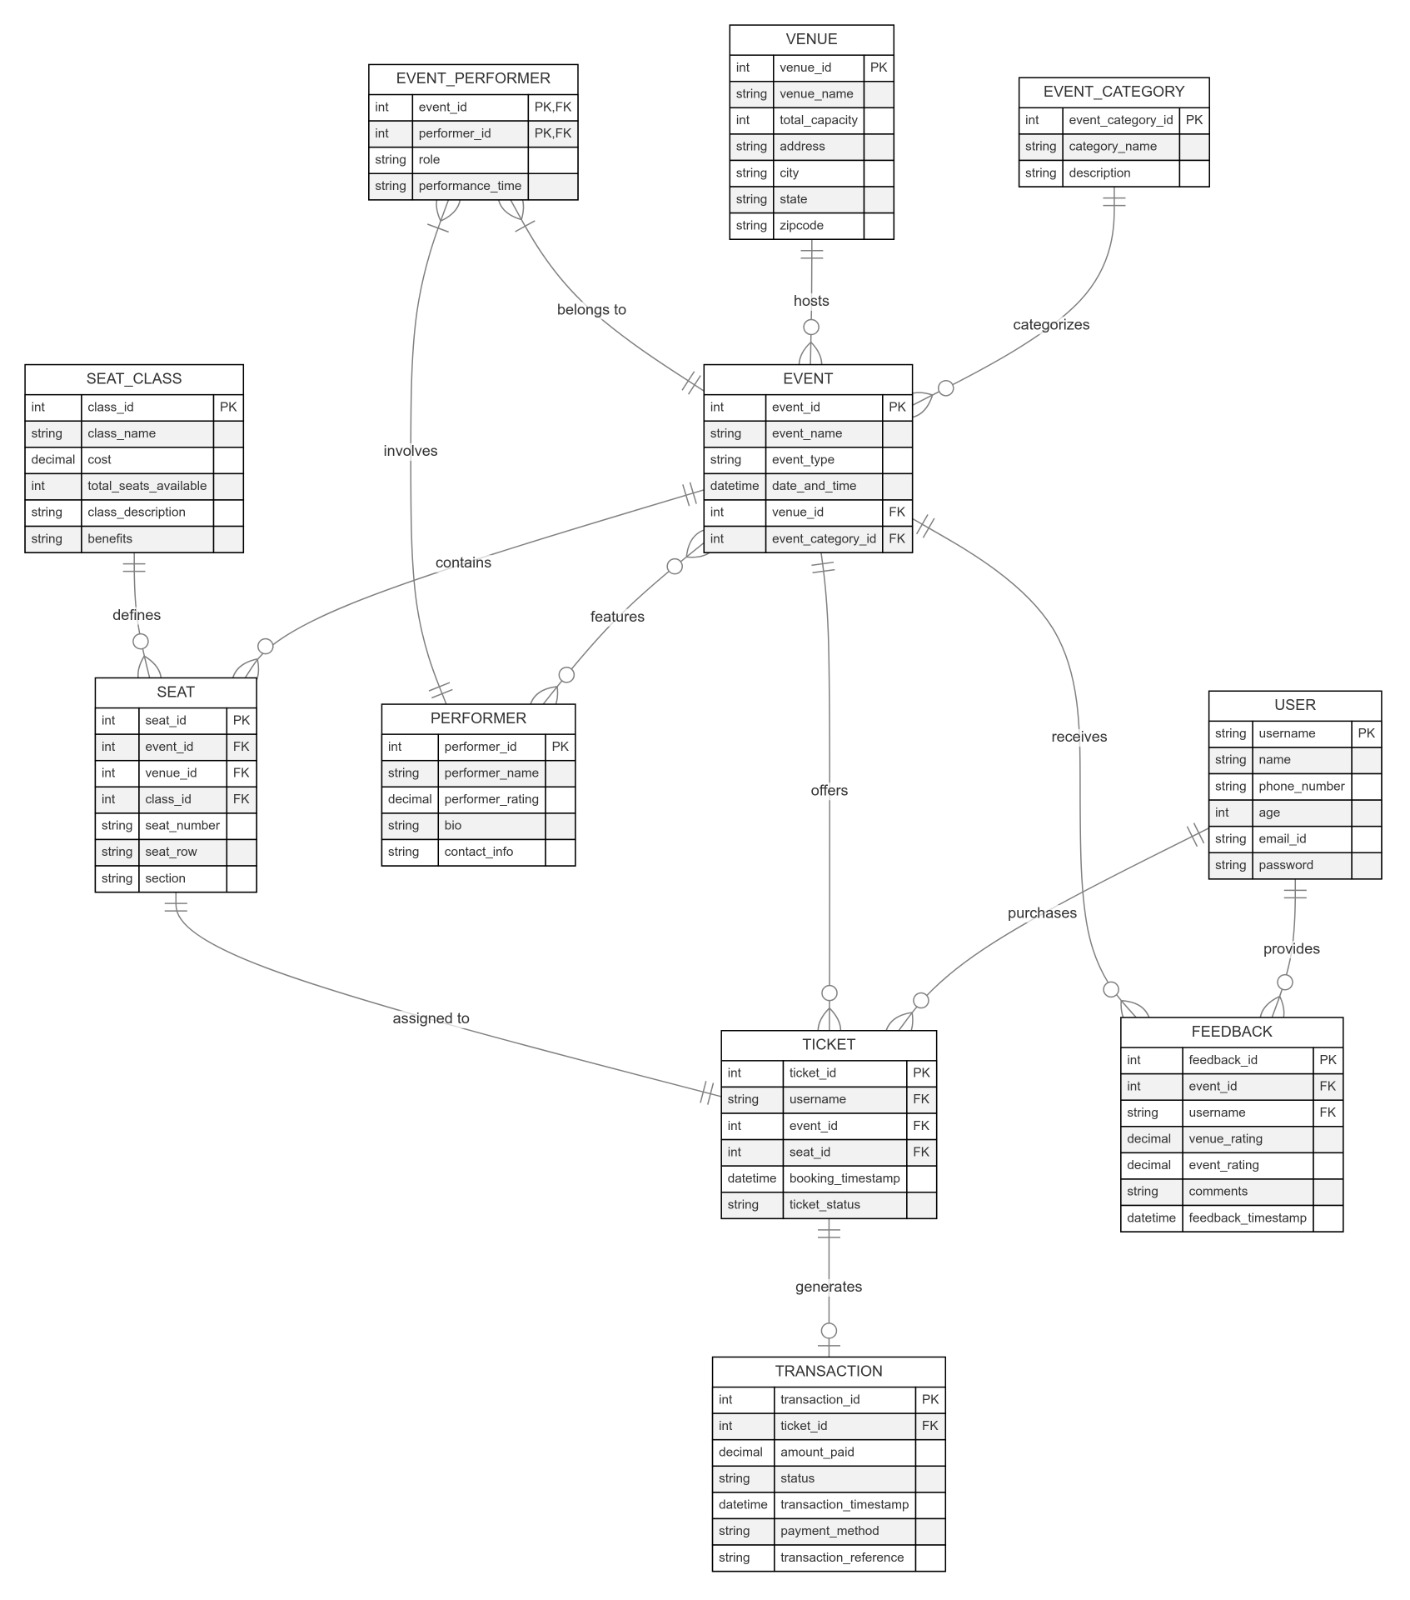 VENUE
int venue_id PK
string venue_name
int total_capacity
string address
string city
string state
string zipcode
EVENT_PERFORMER
int event_id PK,FK
int performer_id PK,FK
string role
string performance_time
EVENT_CATEGORY
int event_category_id PK
string category_name
string description
hosts
belongs to
categorizes
SEAT_CLASS
int class_id PK
string class_name
decimal cost
int total_seats_available
string class_description
string benefits
EVENT
int event_id PK
string event_name
string event_type
datetime date_and_time
int venue_id FK
int event_category_id FK
involves
contains
defines
features
SEAT
int seat_id PK
int event_id FK
int venue_id FK
int class_id FK
string seat_number
string seat_row
string section
PERFORMER
int performer_id PK
string performer_name
decimal performer_rating
string bio
string contact_info
USER
string username PK
string name
string phone_number
int age
string email_id
string password
receives
offers
purchases
provides
assigned to
TICKET
int ticket_id PK
string username FK
int event_id FK
int seat_id FK
datetime booking_timestamp
string ticket_status
FEEDBACK
int feedback_id PK
int event_id FK
string username FK
decimal venue_rating
decimal event_rating
string comments
datetime feedback_timestamp
generates
TRANSACTION
int transaction_id PK
int ticket_id FK
decimal amount_paid
string status
datetime transaction_timestamp
string payment_method
string transaction_reference